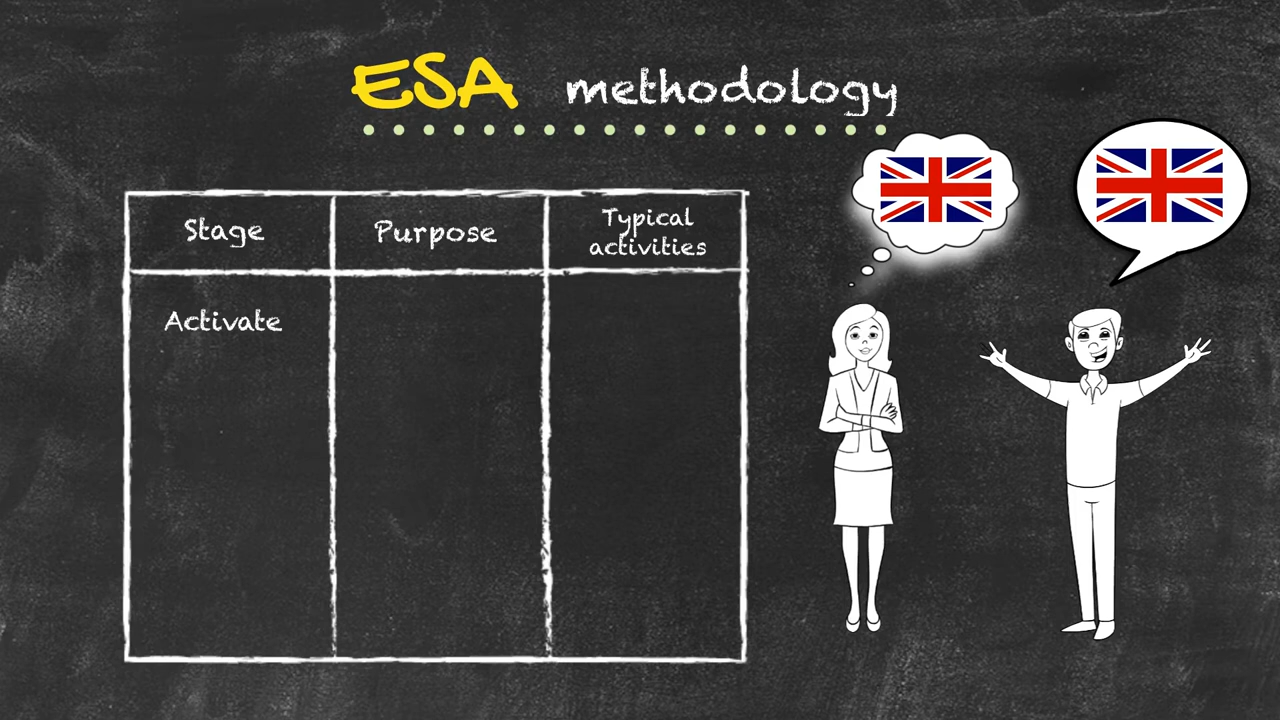 ESA methodology
Stage
Purpose
Typical
activities
Activate